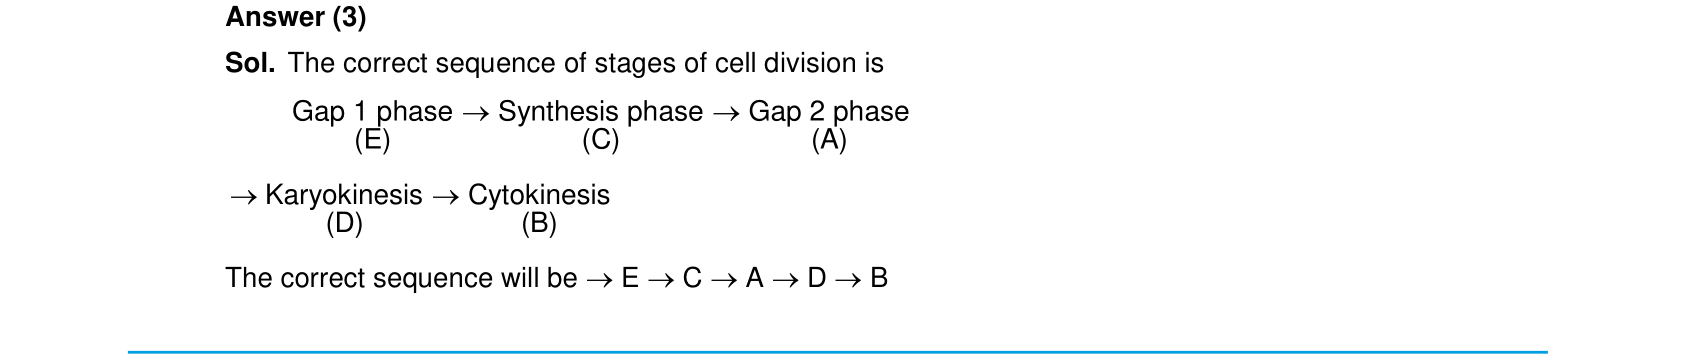 Answer (3)
Sol. The correct sequence of stages of cell division is
Gap 1 phase → Synthesis phase → Gap 2 phase
(E) (C) (A)
→ Karyokinesis → Cytokinesis
(D) (B)
The correct sequence will be → E → C → A → D → B